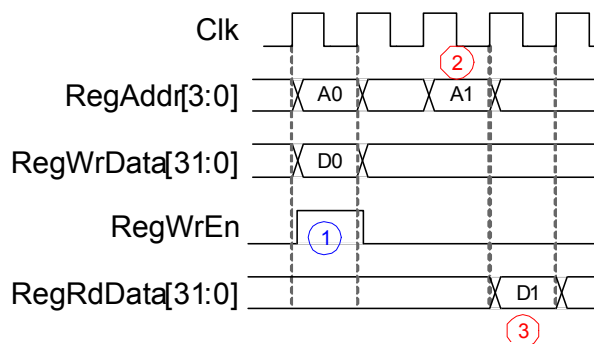 Clk
2
RegAddr[3:0] A0 A1
RegWrData[31:0] D0
RegWrEn 1
RegRdData[31:0] D1
3